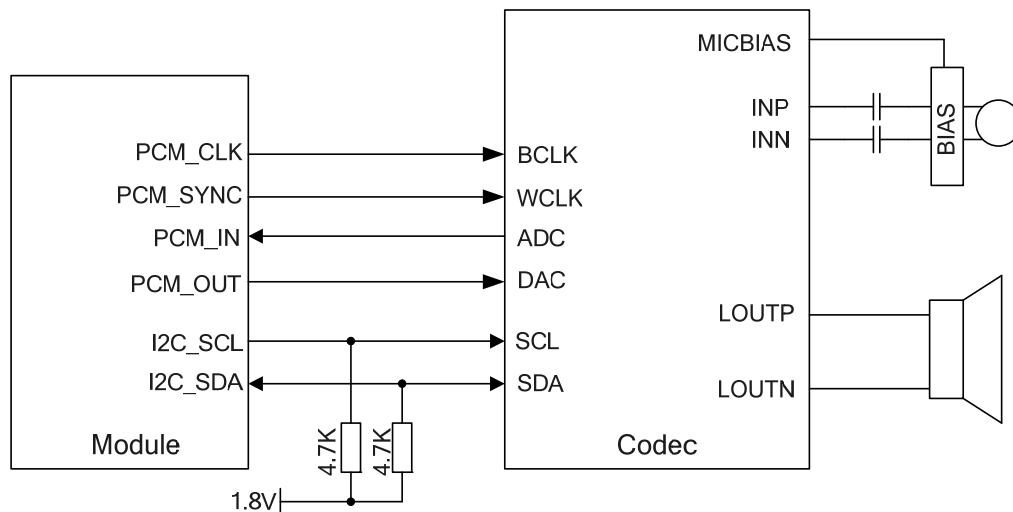 PCM_CLK
PCM_SYNC
PCM_IN
PCM_OUT
I2C_SCL
I2C_SDA
Module
4.7K
4.7K
1.8V
BCLK
WCLK
ADC
DAC
SCL
SDA
MICBIAS
INP
INN
LOUTP
LOUTN
Codec
BIAS